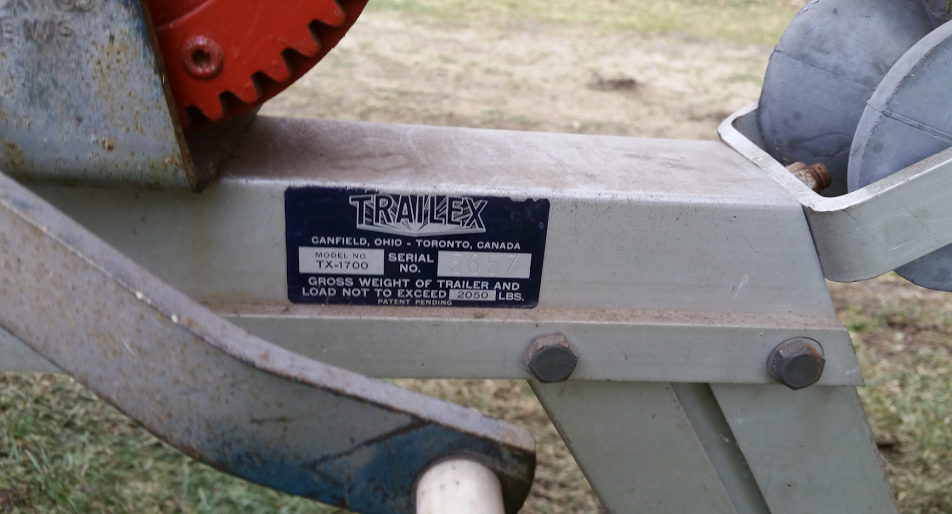 TRAILEX
CANFIELD, OHIO - TORONTO, CANADA
MODEL NO.
TX-1700
SERIAL
NO.
5657
GROSS WEIGHT OF TRAILER AND
LOAD NOT TO EXCEED 2050 LBS.
PATENT PENDING